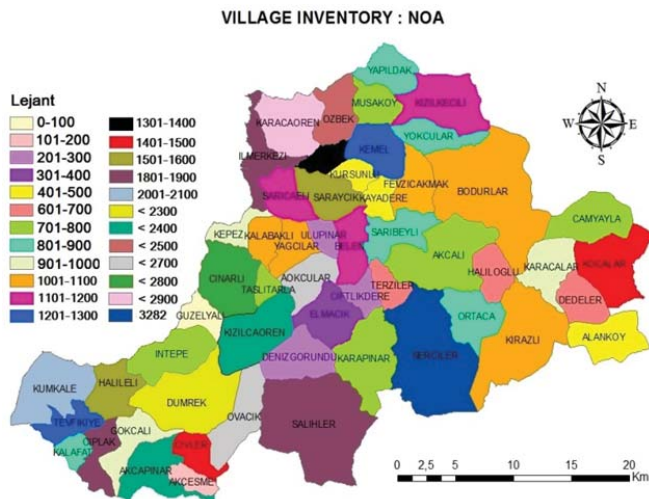 VILLAGE INVENTORY : NOA
Lejant
0-100
101-200
201-300
301-400
401-500
601-700
701-800
801-900
901-1000
1001-1100
1101-1200
1201-1300
1301-1400
1401-1500
1501-1600
1801-1900
2001-2100
< 2300
< 2400
< 2500
< 2700
< 2800
< 2900
3282
N
W E
S
YAPILDAK
KIZILKECILI
KARACAOREN
OZBEK
MUSAKOY
YOKCULAR
ILMERKEZI
KEMEL
KURSUNLU
FEVZICAKMAK
BODURLAR
SARICAELI
SARAYCIK
KAYADERE
CAMYAYLA
KEPEZ
KALABAKLI
ULUPINAR
YAGCILAR
BELEN
SARIBEYLI
AKCALI
HALILOGLU
KARACALAR
KOCALAR
CINARLI
AOKCULAR
TASLITARLA
CIFTLIKDERE
TERZILER
DEDELER
GUZELYALI
ELMACIK
ORTACA
KIZILCAOREN
SERCILER
KIRAZLI
ALANKOY
INTEPE
DENIZGORUNDU
KARAPINAR
KUMKALE
HALILELI
DUMREK
OVACIK
SALIHLER
TEVFIKIYE
GOKCALI
CIPLAK
KALAFAT
CIVLER
AKCAPINAR
AKCESME
0 2,5 5 10 15 20
Km